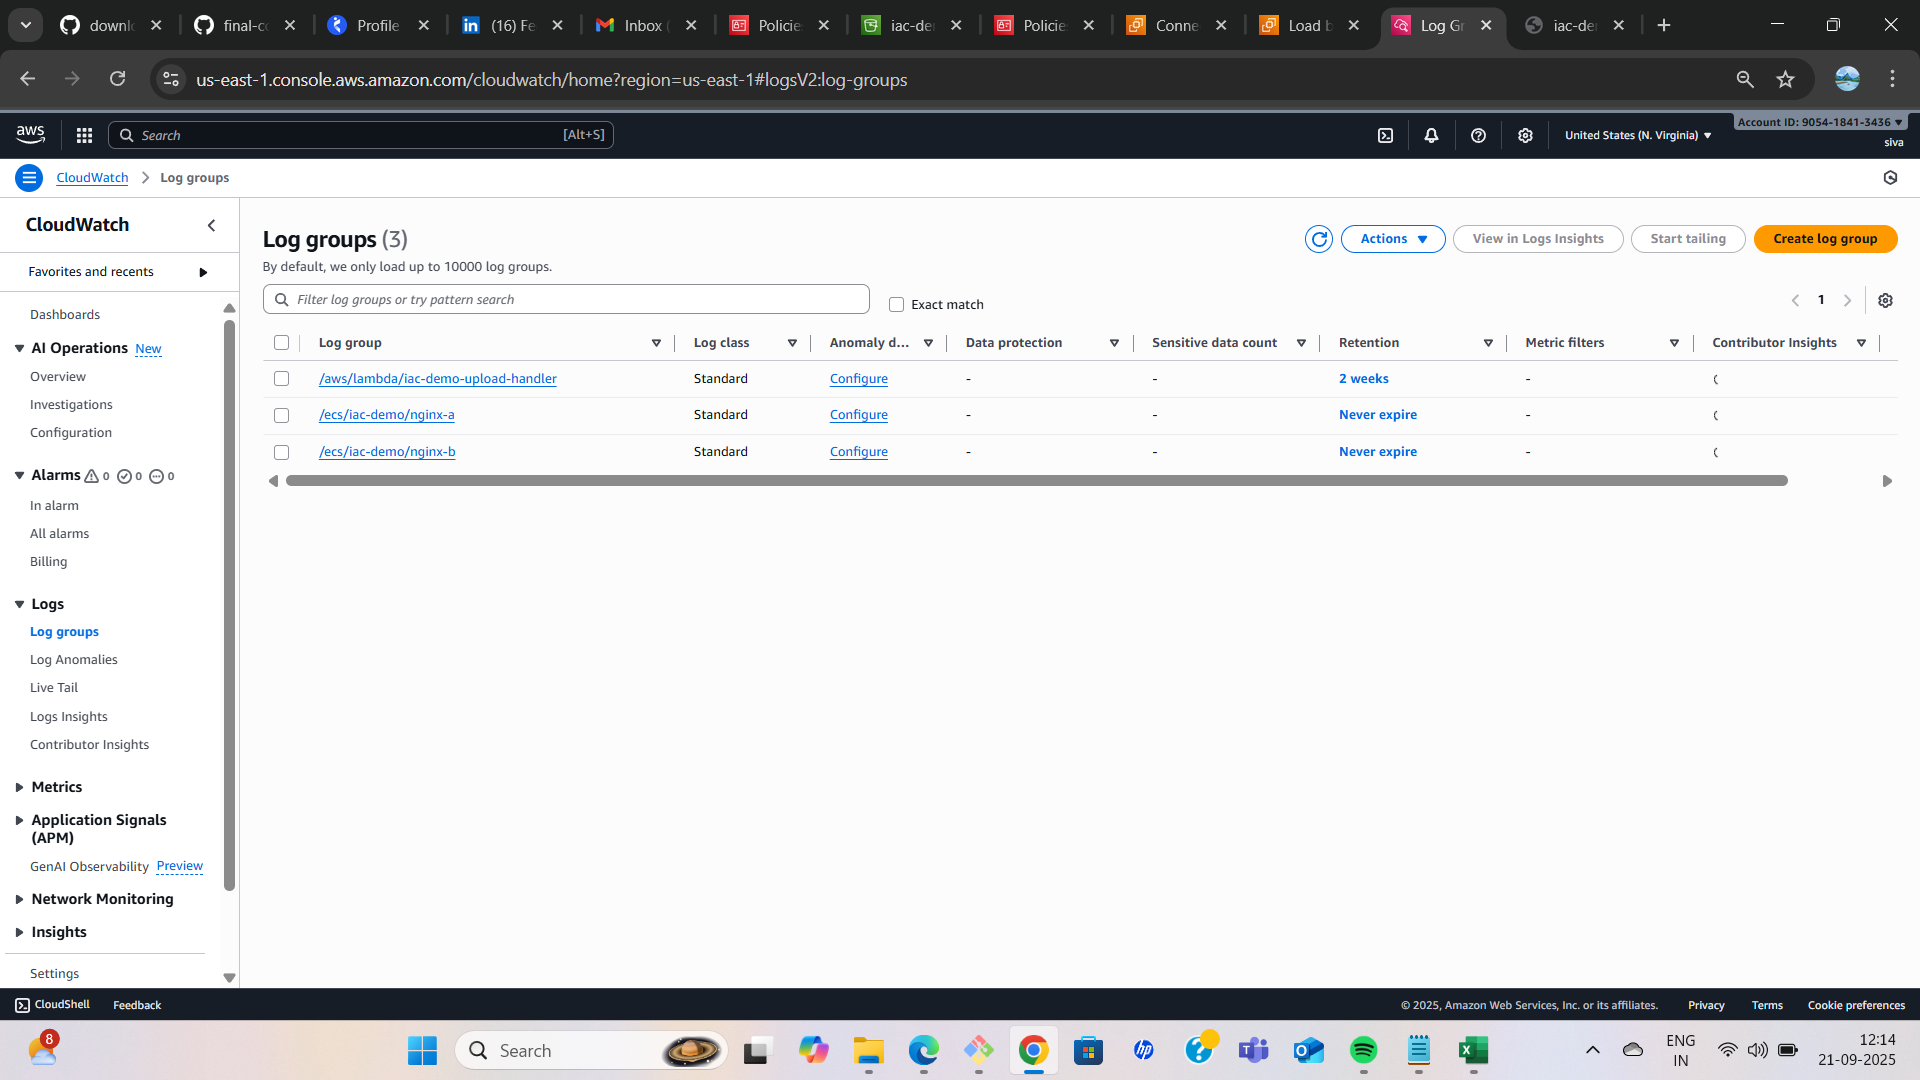 downlo
final-co
Profile
(16) Fe
Inbox (
Policie
iac-der
Policie
Conne
Load b
Log Gr
iac-der
us-east-1.console.aws.amazon.com/cloudwatch/home?region=us-east-1#logsV2:log-groups
aws
Search
[Alt+S]
United States (N. Virginia)
Account ID: 9054-1841-3436
siva
CloudWatch
Log groups
CloudWatch
Favorites and recents
Dashboards
AI Operations New
Overview
Investigations
Configuration
Alarms 0 0 0
In alarm
All alarms
Billing
Logs
Log groups
Log Anomalies
Live Tail
Logs Insights
Contributor Insights
Metrics
Application Signals
(APM)
GenAI Observability Preview
Network Monitoring
Insights
Settings
Log groups (3)
By default, we only load up to 10000 log groups.
Actions
View in Logs Insights
Start tailing
Create log group
Filter log groups or try pattern search
Exact match
1
Log group Log class Anomaly d... Data protection Sensitive data count Retention Metric filters Contributor Insights
/aws/lambda/iac-demo-upload-handler Standard Configure - - 2 weeks -
/ecs/iac-demo/nginx-a Standard Configure - - Never expire -
/ecs/iac-demo/nginx-b Standard Configure - - Never expire -
CloudShell Feedback
© 2025, Amazon Web Services, Inc. or its affiliates. Privacy Terms Cookie preferences
8
Search
ENG
IN
12:14
21-09-2025